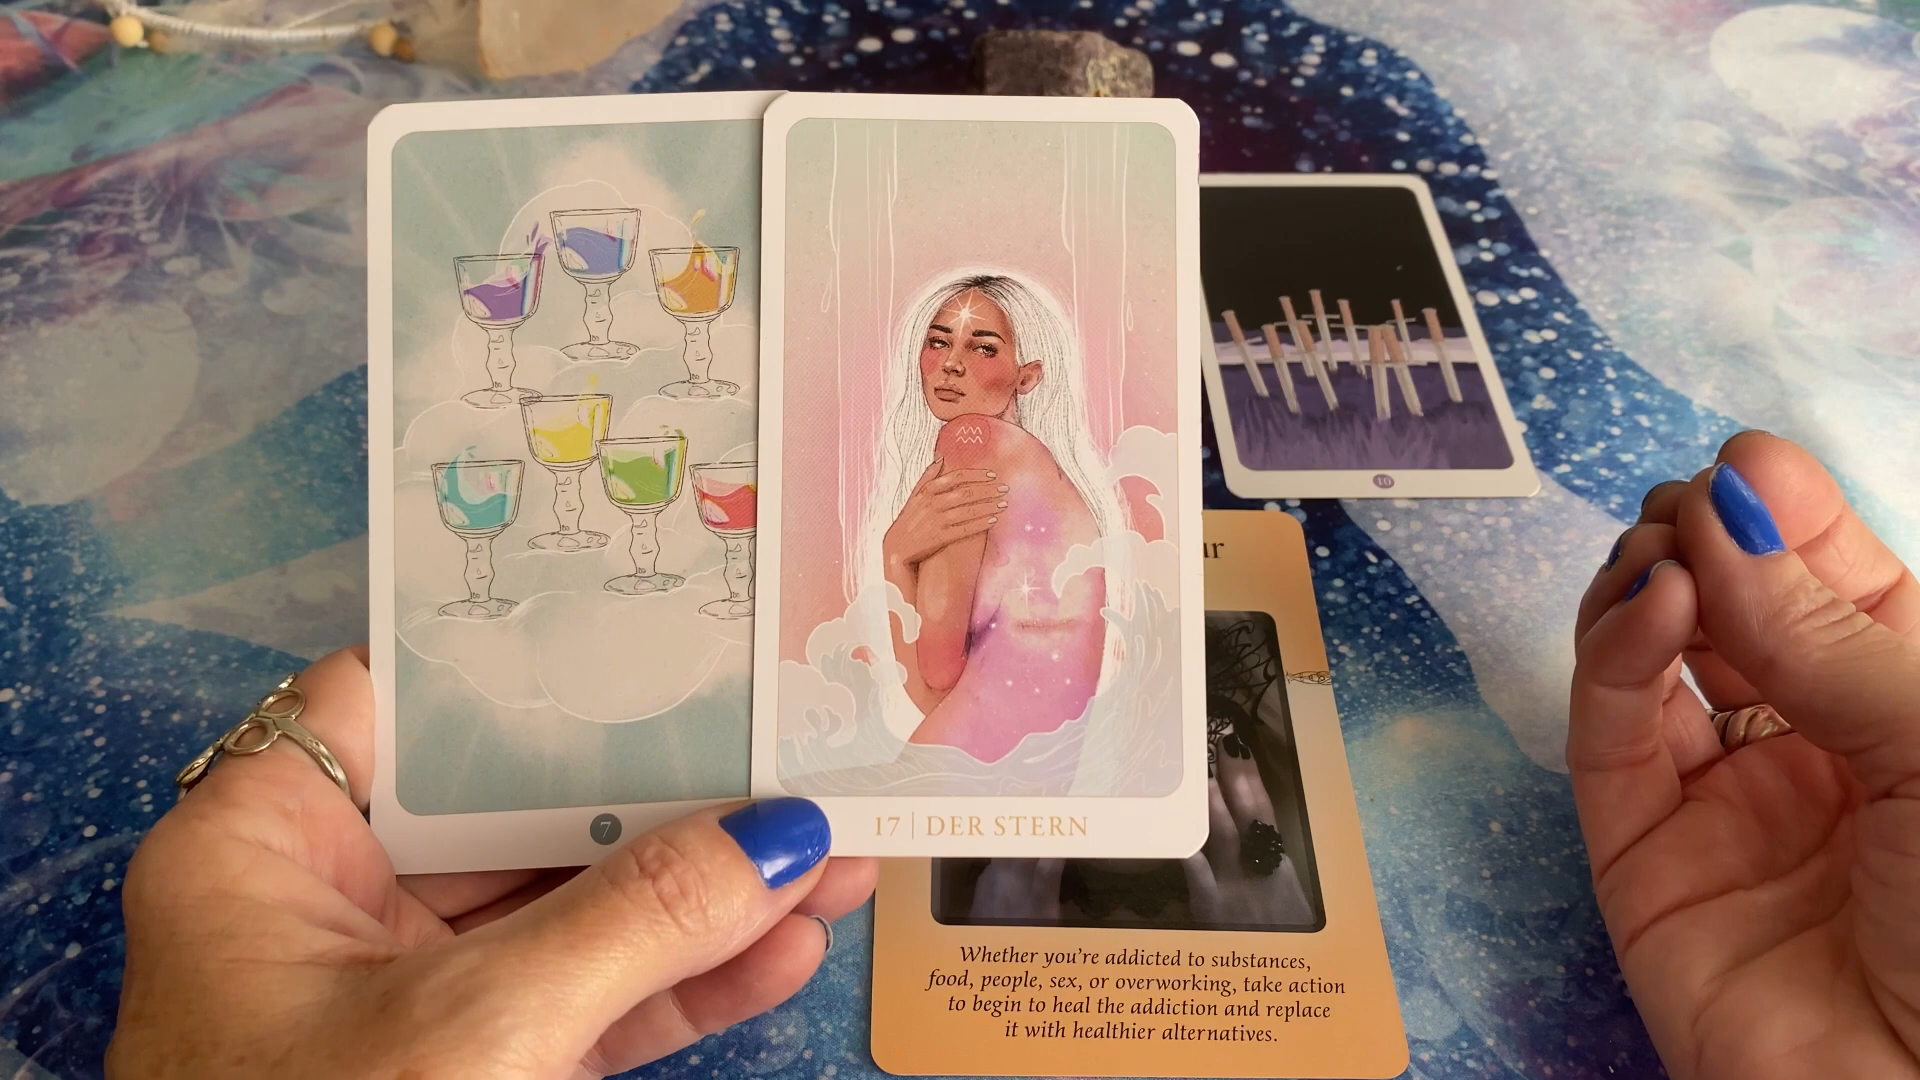 7
17 | DER STERN
10
ur
Whether you're addicted to substances,
food, people, sex, or overworking, take action
to begin to heal the addiction and replace
it with healthier alternatives.